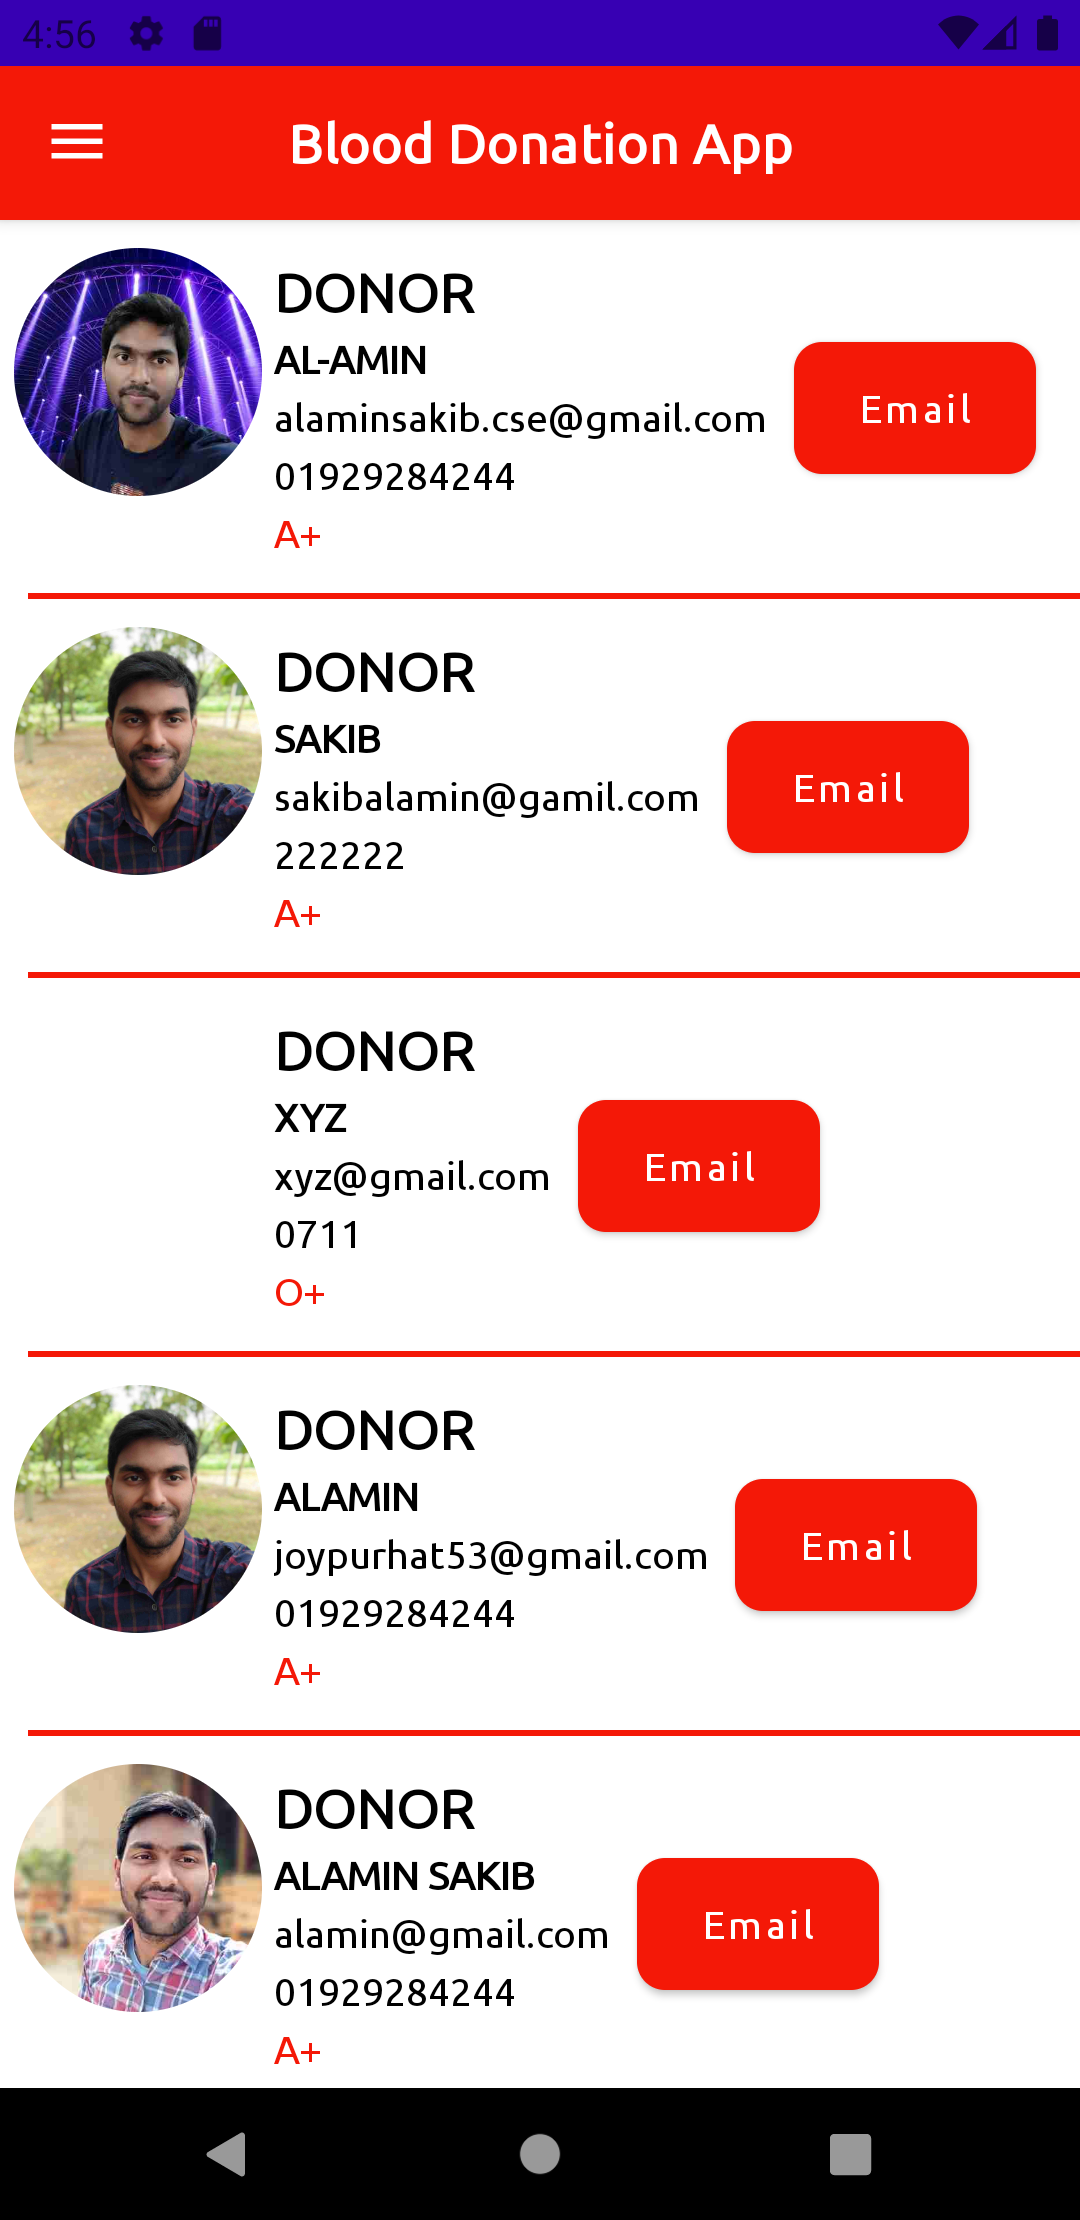 4:56
Blood Donation App
DONOR
AL-AMIN
alaminsakib.cse@gmail.com
Email
01929284244
A+
DONOR
SAKIB
sakibalamin@gamil.com
Email
222222
A+
DONOR
XYZ
xyz@gmail.com
Email
0711
O+
DONOR
ALAMIN
joypurhat53@gmail.com
Email
01929284244
A+
DONOR
ALAMIN SAKIB
alamin@gmail.com
Email
01929284244
A+